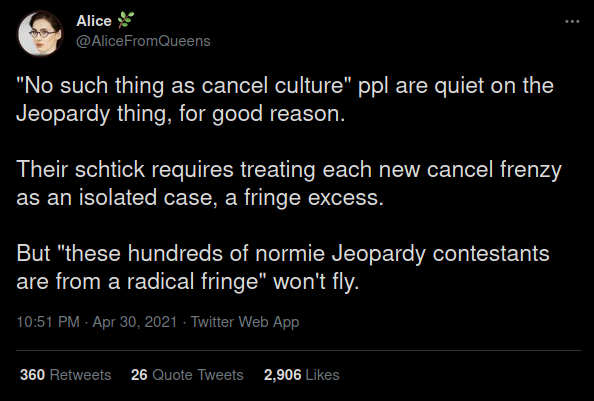 Alice 🌿
@AliceFromQueens
"No such thing as cancel culture" ppl are quiet on the
Jeopardy thing, for good reason.
Their schtick requires treating each new cancel frenzy
as an isolated case, a fringe excess.
But "these hundreds of normie Jeopardy contestants
are from a radical fringe" won't fly.
10:51 PM · Apr 30, 2021 · Twitter Web App
360 Retweets 26 Quote Tweets 2,906 Likes